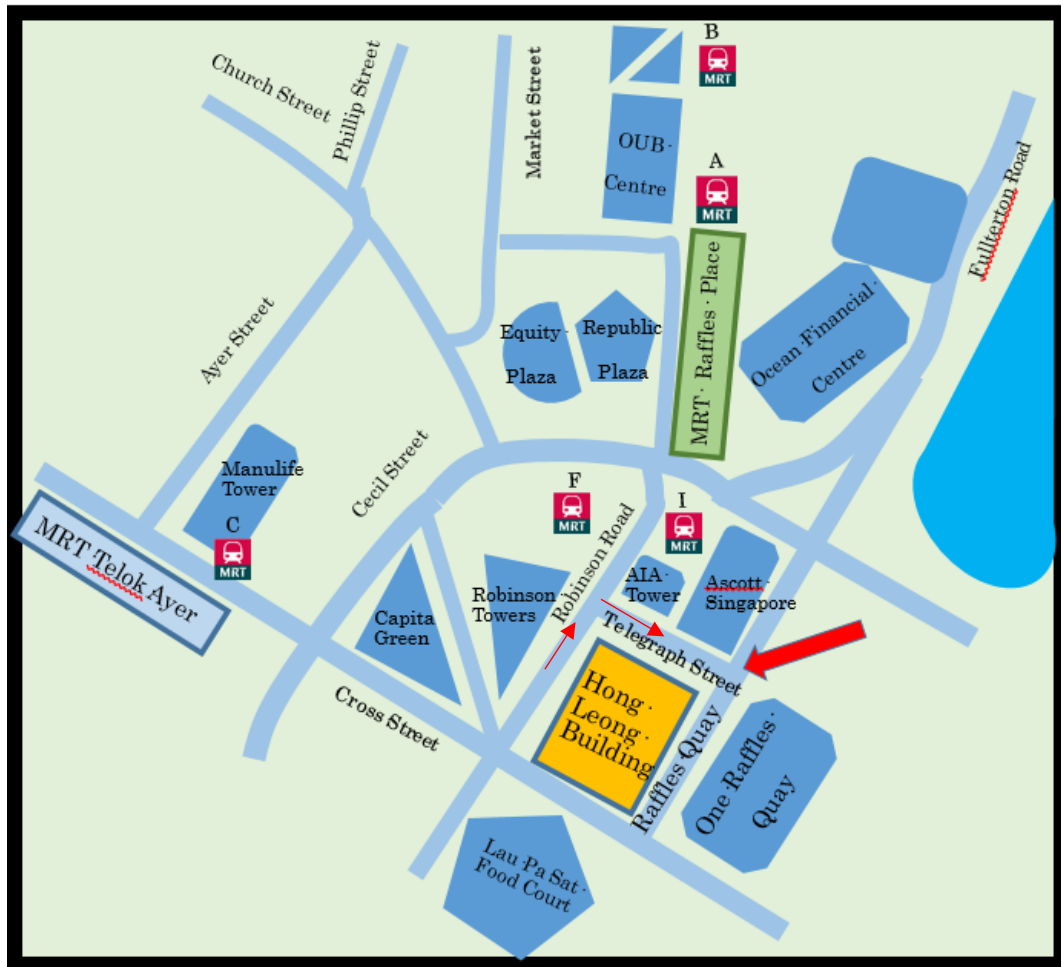 B
MRT
Church Street
Phillip Street
Market Street
OUB·
Centre
A
MRT
Fullterton Road
MRT· Raffles· Place
Ocean·Financial·
Centre
Ayer Street
Equity·
Plaza
Republic
Plaza
Cecil Street
Manulife
Tower
C
MRT
MRT Telok Ayer
F
MRT
I
MRT
Robinson Road
AIA·
Tower
Ascott·
Singapore
Robinson
Towers
Capita
Green
Telegraph Street
Cross Street
Hong·
Leong·
Building
Raffles Quay
One·Raffles·
Quay
Lau·Pa Sat·
Food Court